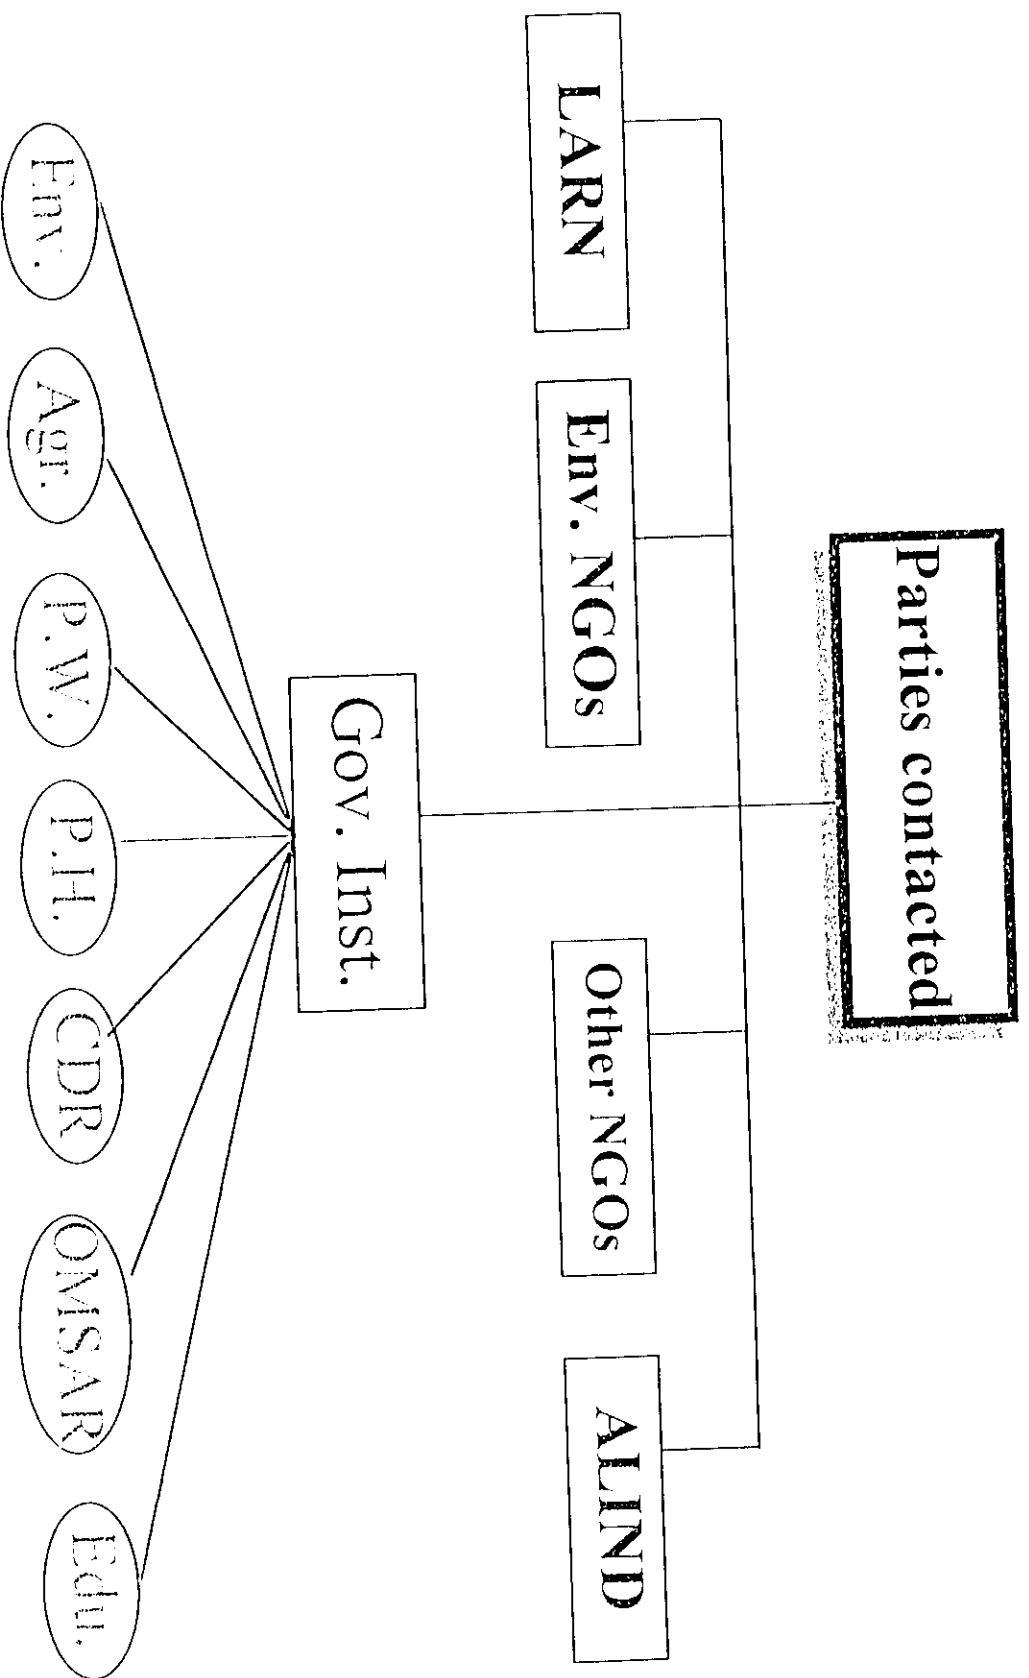 Parties contacted
LARN
Env. NGOs
Other NGOs
ALIND
Gov. Inst.
Env.
Agr.
P.W.
P.H.
CDR
OMSAR
Edu.